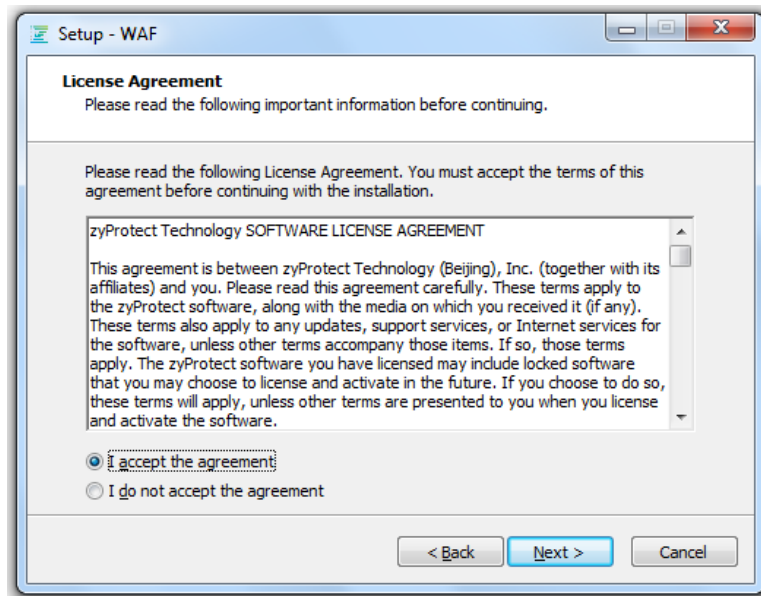 Setup - WAF
License Agreement
Please read the following important information before continuing.
Please read the following License Agreement. You must accept the terms of this
agreement before continuing with the installation.
zyProtect Technology SOFTWARE LICENSE AGREEMENT
This agreement is between zyProtect Technology (Beijing), Inc. (together with its
affiliates) and you. Please read this agreement carefully. These terms apply to
the zyProtect software, along with the media on which you received it (if any).
These terms also apply to any updates, support services, or Internet services for
the software, unless other terms accompany those items. If so, those terms
apply. The zyProtect software you have licensed may include locked software
that you may choose to license and activate in the future. If you choose to do so,
these terms will apply, unless other terms are presented to you when you license
and activate the software.
I accept the agreement
I do not accept the agreement
< Back Next > Cancel